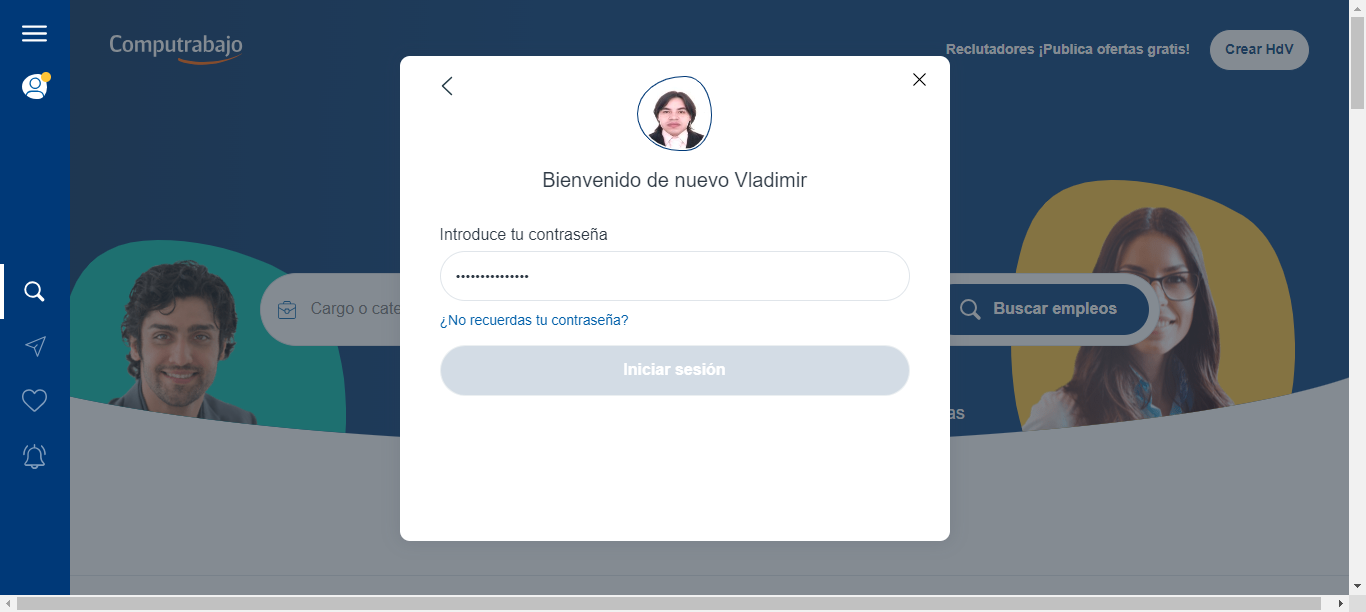 Computrabajo
Reclutadores ¡Publica ofertas gratis!
Crear HdV
Bienvenido de nuevo Vladimir
Introduce tu contraseña
•••••••••••••••
¿No recuerdas tu contraseña?
Iniciar sesión
Cargo o cate
Buscar empleos
as